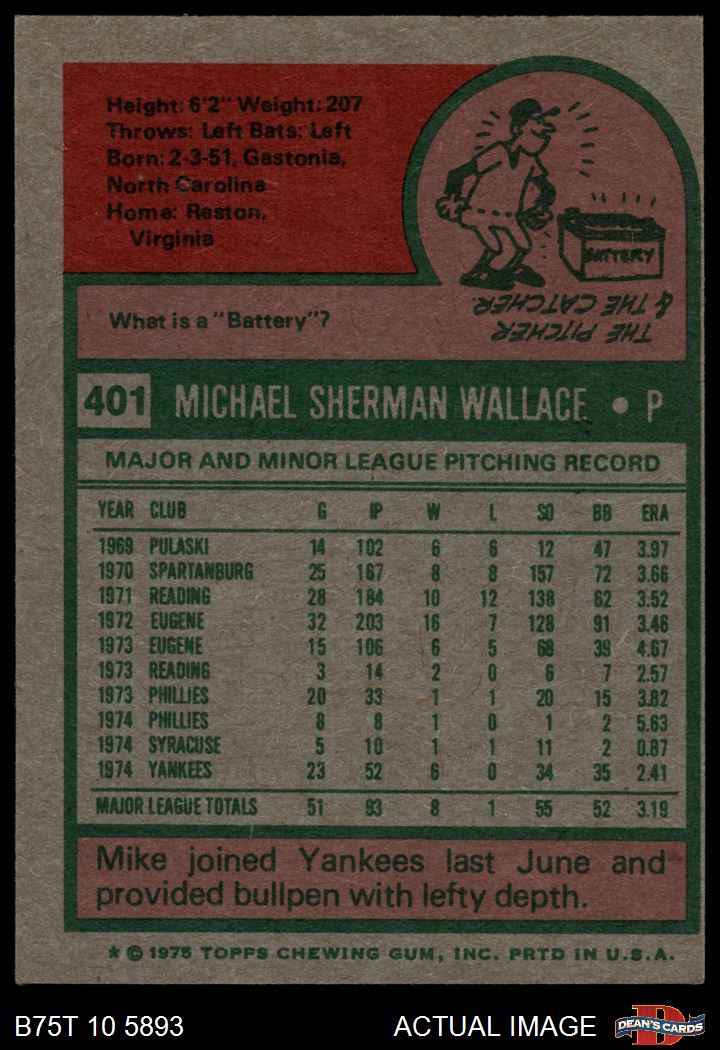 Height: 6'2" Weight: 207
Throws: Left Bats: Left
Born: 2-3-51, Gastonia,
North Carolina
Home: Reston,
Virginia
BATTERY
What is a "Battery"?
THE PITCHER
& THE CATCHER.
401 MICHAEL SHERMAN WALLACE • P
MAJOR AND MINOR LEAGUE PITCHING RECORD
YEAR CLUB G IP W L SO BB ERA
1969 PULASKI 14 102 6 6 12 47 3.97
1970 SPARTANBURG 25 167 8 8 157 72 3.66
1971 READING 28 184 10 12 138 62 3.52
1972 EUGENE 32 203 16 7 128 91 3.46
1973 EUGENE 15 106 6 5 68 39 4.67
1973 READING 3 14 2 0 6 7 2.57
1973 PHILLIES 20 33 1 1 20 15 3.82
1974 PHILLIES 8 8 1 0 1 2 5.63
1974 SYRACUSE 5 10 1 1 11 2 0.87
1974 YANKEES 23 52 6 0 34 35 2.41
MAJOR LEAGUE TOTALS 51 93 8 1 55 52 3.19
Mike joined Yankees last June and
provided bullpen with lefty depth.
* © 1975 TOPPS CHEWING GUM, INC. PRTD IN U.S.A.
B75T 10 5893 ACTUAL IMAGE DEAN'S CARDS